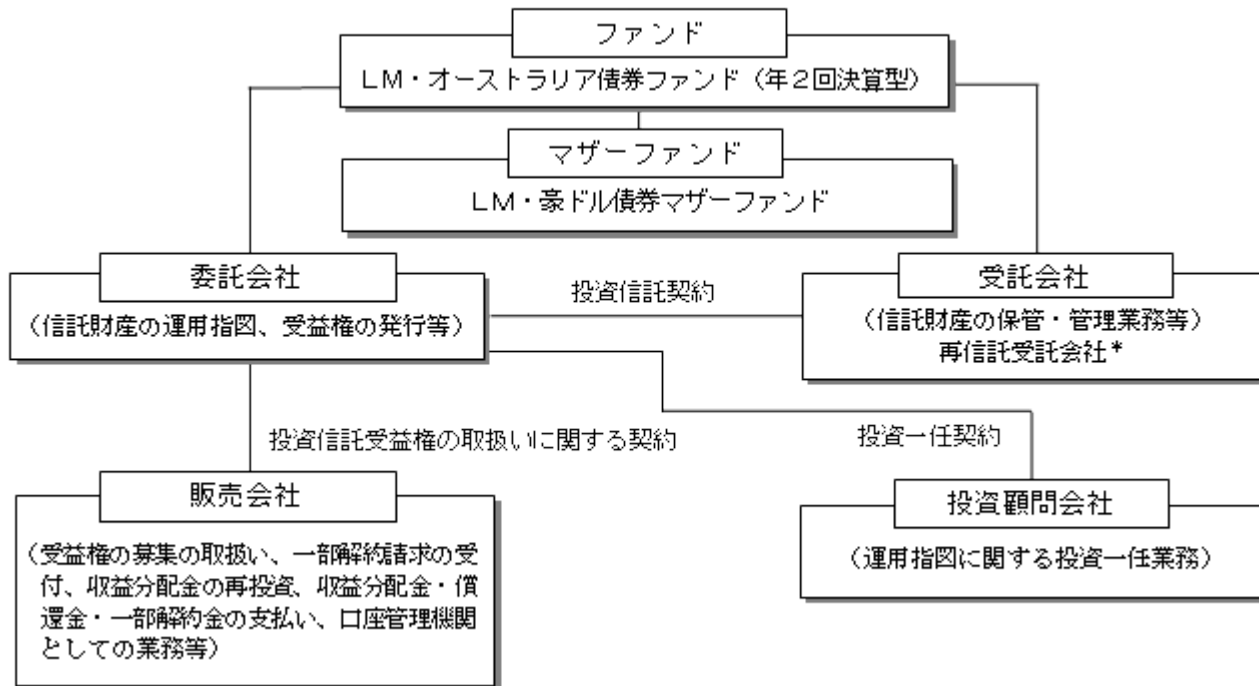 ファンド
LM・オーストラリア債券ファンド(年2回決算型)
マザーファンド
LM・豪ドル債券マザーファンド
委託会社
(信託財産の運用指図、受益権の発行等)
投資信託契約
受託会社
(信託財産の保管・管理業務等)
再信託受託会社*
投資信託受益権の取扱いに関する契約
投資一任契約
販売会社
(受益権の募集の取扱い、一部解約請求の受
付、収益分配金の再投資、収益分配金・償
還金・一部解約金の支払い、口座管理機関
としての業務等)
投資顧問会社
(運用指図に関する投資一任業務)